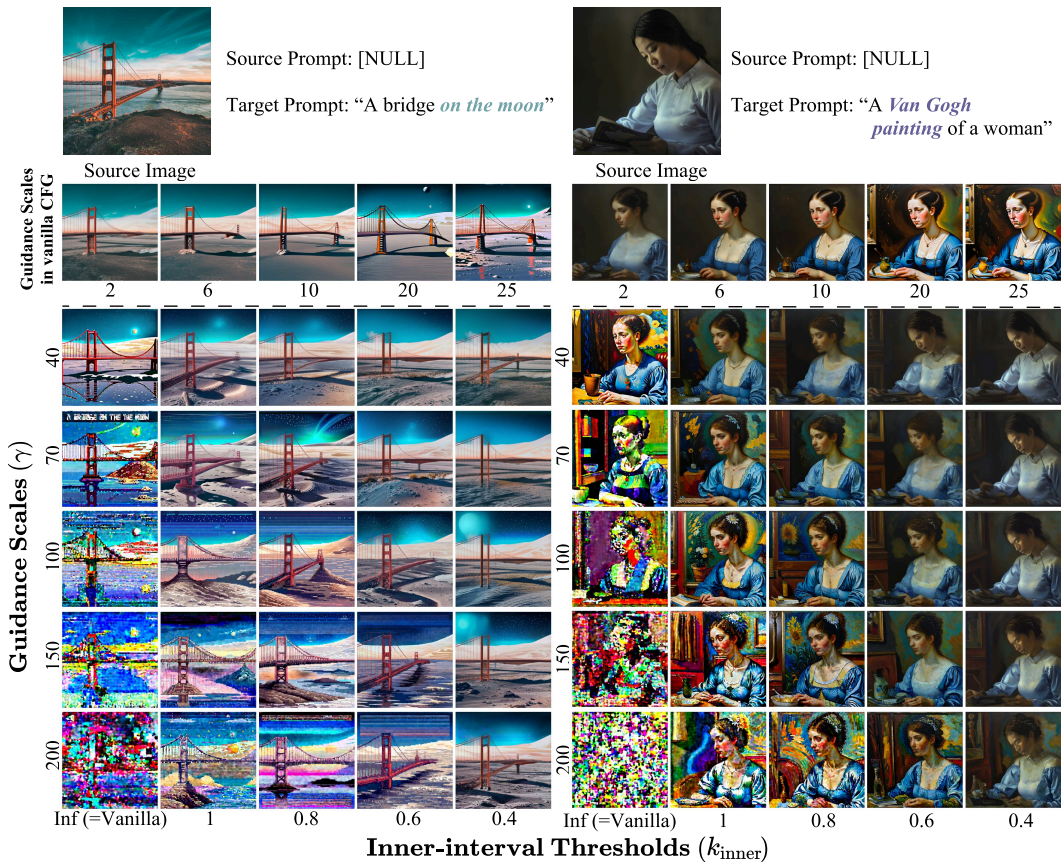 Source Prompt: [NULL]
Target Prompt: “A bridge on the moon”
Source Image
Source Prompt: [NULL]
Target Prompt: “A Van Gogh
painting of a woman”
Source Image
Guidance Scales
in vanilla CFG
2 6 10 20 25
2 6 10 20 25
Guidance Scales (γ)
40
70
100
150
200
40
70
100
150
200
A BRIDGE ON THE THE MOON
Inf (=Vanilla) 1 0.8 0.6 0.4
Inf (=Vanilla) 1 0.8 0.6 0.4
Inner-interval Thresholds (k_inner)